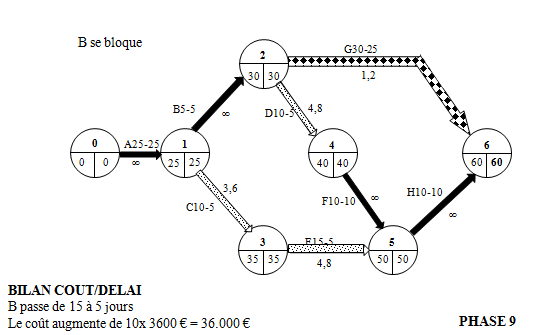 B se bloque
G30-25
1,2
2
30 30
B5-5
∞
D10-5
4,8
0
0 0
A25-25
∞
1
25 25
4
40 40
6
60 60
3,6
C10-5
F10-10
∞
H10-10
∞
3
35 35
E15-5
4,8
5
50 50
BILAN COUT/DELAI
B passe de 15 à 5 jours
Le coût augmente de 10x 3600 € = 36.000 €
PHASE 9